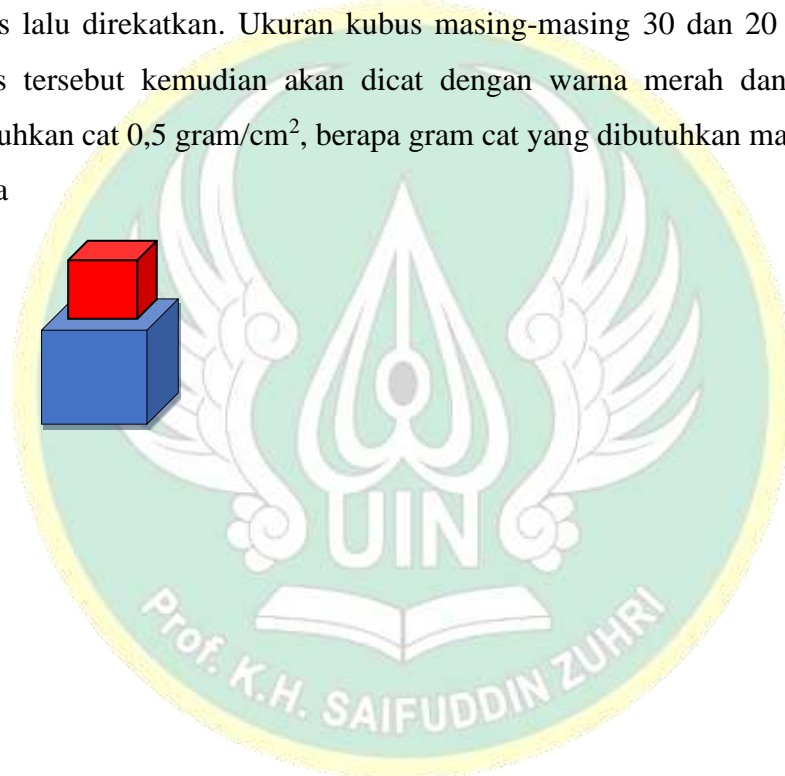 s lalu direkatkan. Ukuran kubus masing-masing 30 dan 20
s tersebut kemudian akan dicat dengan warna merah dan
uhkan cat 0,5 gram/cm², berapa gram cat yang dibutuhkan ma
a
UIN
Prof. K.H. SAIFUDDIN ZUHRI